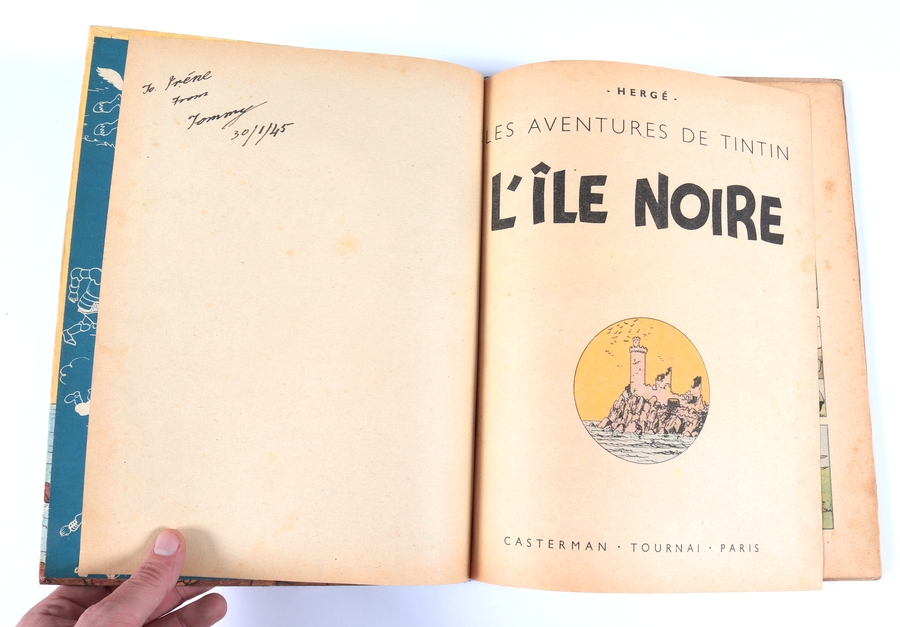 To Irène
From
Tommy
30/1/45
- HERGÉ -
LES AVENTURES DE TINTIN
L'ÎLE NOIRE
CASTERMAN · TOURNAI · PARIS